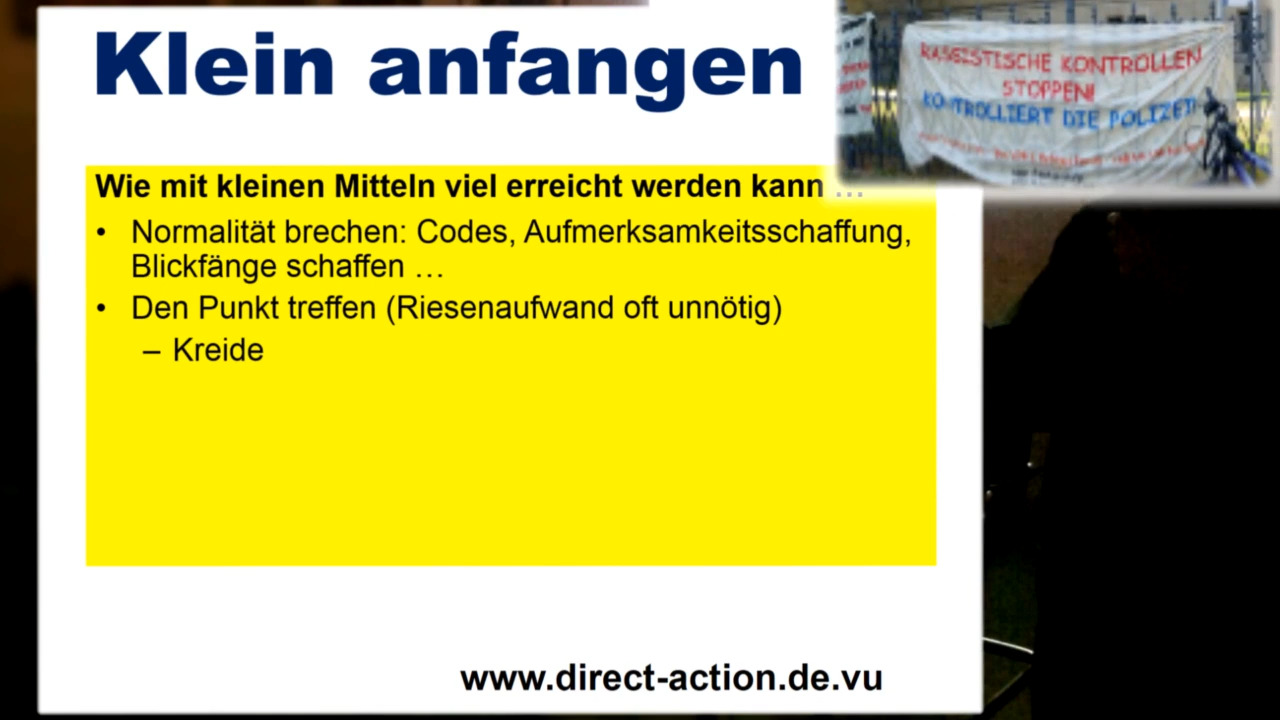 Klein anfangen
Wie mit kleinen Mitteln viel erreicht werden kann …
• Normalität brechen: Codes, Aufmerksamkeitsschaffung,
Blickfänge schaffen …
• Den Punkt treffen (Riesenaufwand oft unnötig)
– Kreide
www.direct-action.de.vu
RASSISTISCHE KONTROLLEN
STOPPEN!
KONTROLLIERT DIE POLIZEI!